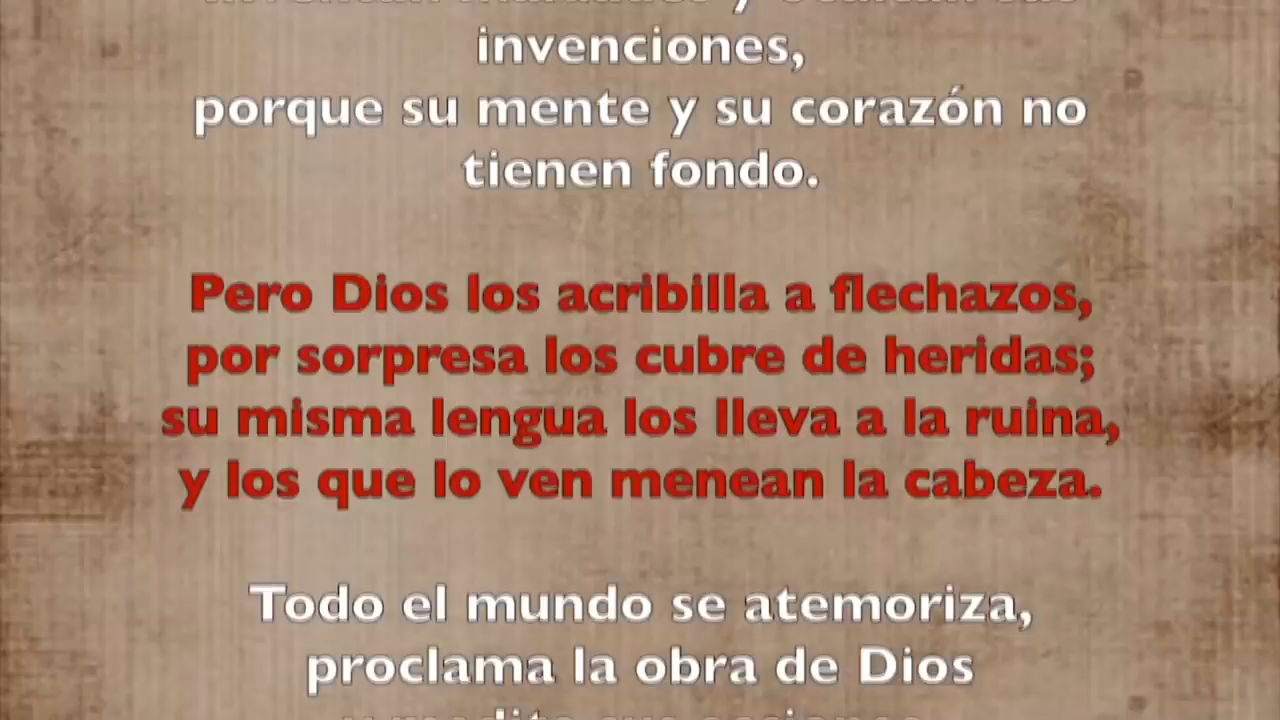 invenciones,
porque su mente y su corazón no
tienen fondo.
Pero Dios los acribilla a flechazos,
por sorpresa los cubre de heridas;
su misma lengua los lleva a la ruina,
y los que lo ven menean la cabeza.
Todo el mundo se atemoriza,
proclama la obra de Dios